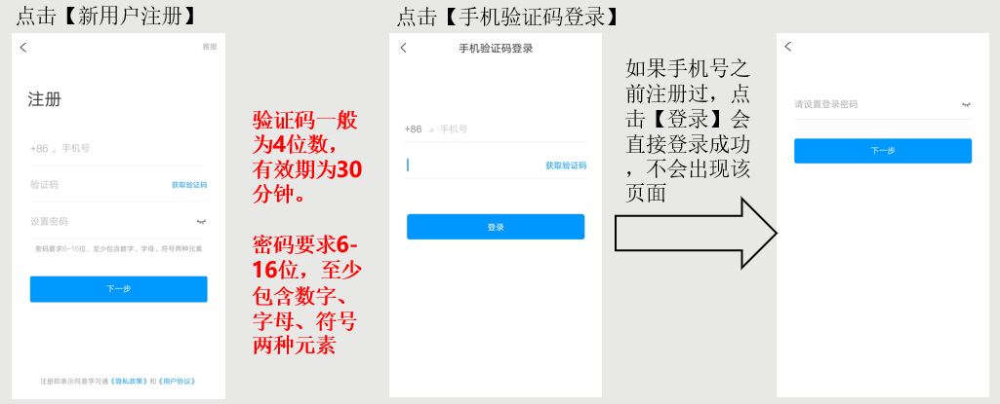 点击【新用户注册】
客服
注册
+86 手机号
验证码 获取验证码
设置密码
密码要求6-16位，至少包含数字、字母、符号两种元素
下一步
注册即表示同意学习通《隐私政策》和《用户协议》
验证码一般
为4位数，
有效期为30
分钟。
密码要求6-
16位，至少
包含数字、
字母、符号
两种元素
点击【手机验证码登录】
手机验证码登录
+86 手机号
获取验证码
登录
如果手机号之
前注册过，点
击【登录】会
直接登录成功
，不会出现该
页面
请设置登录密码
下一步